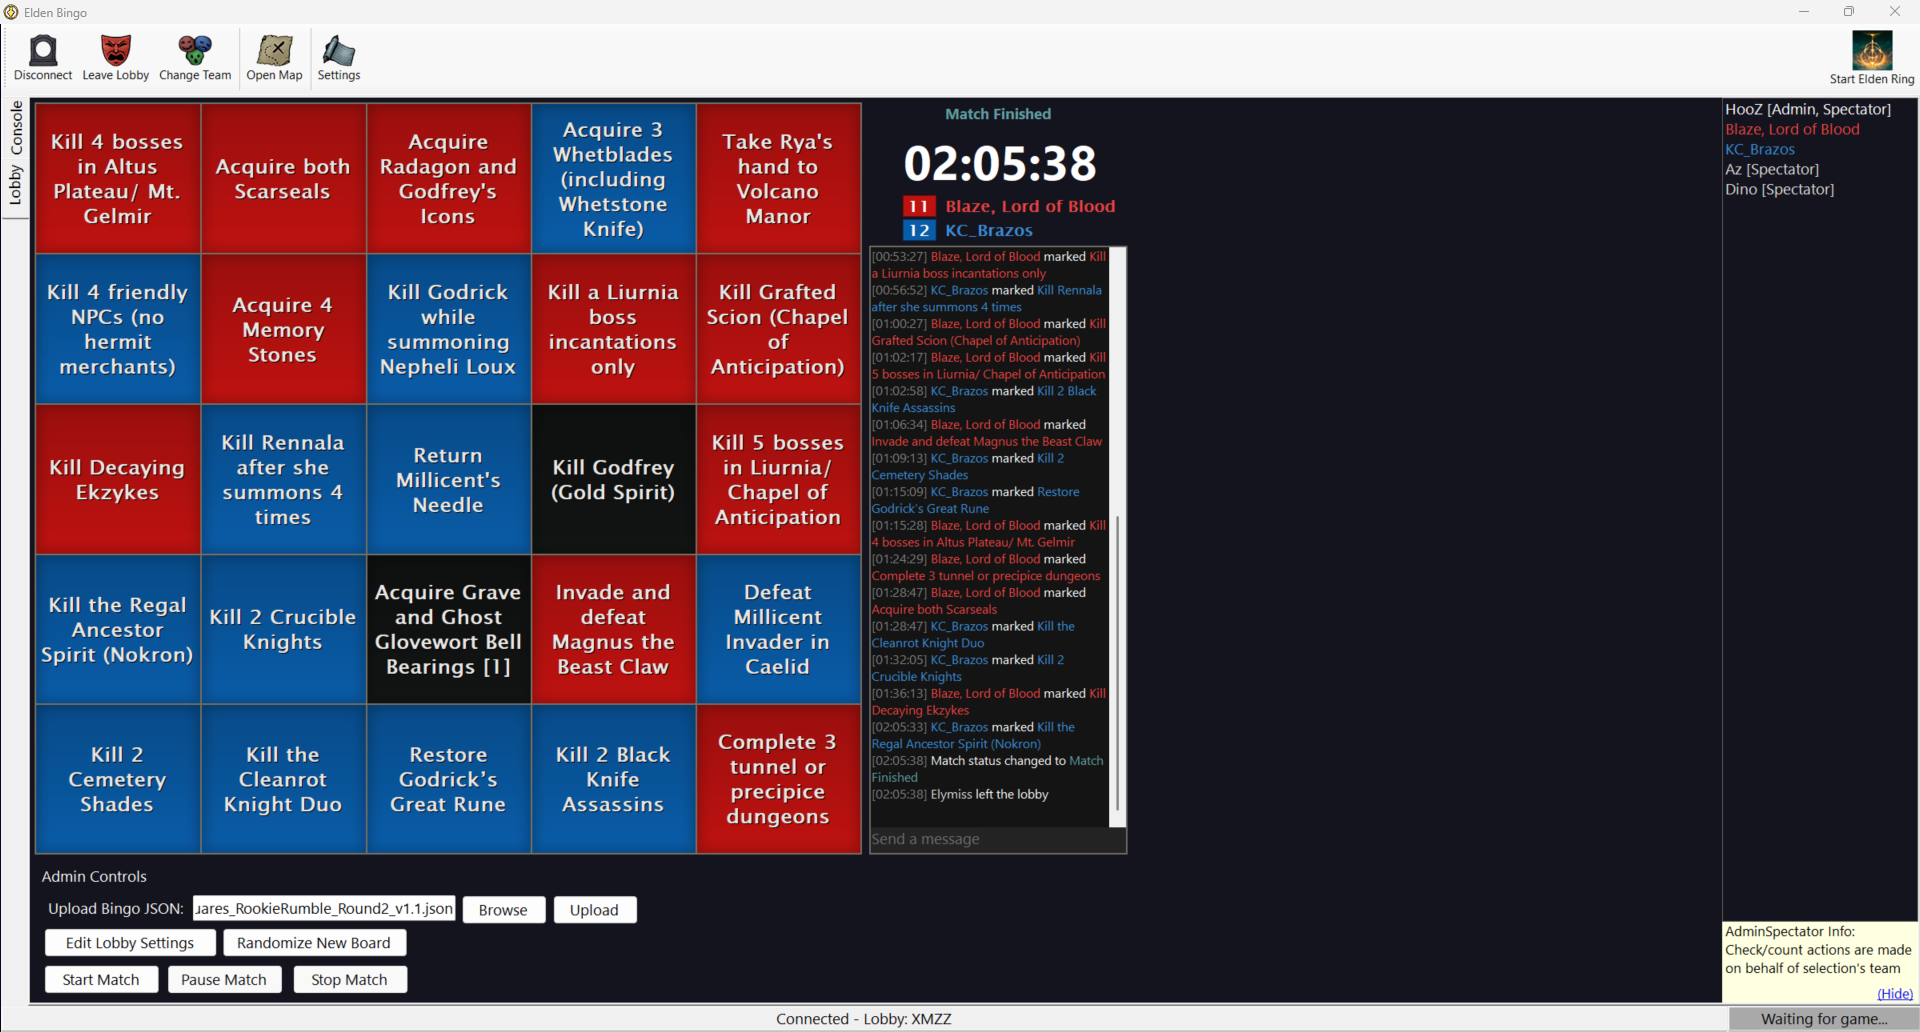 Elden Bingo
Disconnect
Leave Lobby
Change Team
Open Map
Settings
Start Elden Ring
Console
Lobby
Kill 4 bosses
in Altus
Plateau/ Mt.
Gelmir
Acquire both
Scarseals
Acquire
Radagon and
Godfrey's
Icons
Acquire 3
Whetblades
(including
Whetstone
Knife)
Take Rya's
hand to
Volcano
Manor
Kill 4 friendly
NPCs (no
hermit
merchants)
Acquire 4
Memory
Stones
Kill Godrick
while
summoning
Nepheli Loux
Kill a Liurnia
boss
incantations
only
Kill Grafted
Scion (Chapel
of
Anticipation)
Kill Decaying
Ekzykes
Kill Rennala
after she
summons 4
times
Return
Millicent's
Needle
Kill Godfrey
(Gold Spirit)
Kill 5 bosses
in Liurnia/
Chapel of
Anticipation
Kill the Regal
Ancestor
Spirit (Nokron)
Kill 2 Crucible
Knights
Acquire Grave
and Ghost
Glovewort Bell
Bearings [1]
Invade and
defeat
Magnus the
Beast Claw
Defeat
Millicent
Invader in
Caelid
Kill 2
Cemetery
Shades
Kill the
Cleanrot
Knight Duo
Restore
Godrick's
Great Rune
Kill 2 Black
Knife
Assassins
Complete 3
tunnel or
precipice
dungeons
Match Finished
02:05:38
11 Blaze, Lord of Blood
12 KC_Brazos
[00:53:27] Blaze, Lord of Blood marked Kill
a Liurnia boss incantations only
[00:56:52] KC_Brazos marked Kill Rennala
after she summons 4 times
[01:00:27] Blaze, Lord of Blood marked Kill
Grafted Scion (Chapel of Anticipation)
[01:02:17] Blaze, Lord of Blood marked Kill
5 bosses in Liurnia/ Chapel of Anticipation
[01:02:58] KC_Brazos marked Kill 2 Black
Knife Assassins
[01:06:34] Blaze, Lord of Blood marked
Invade and defeat Magnus the Beast Claw
[01:09:13] KC_Brazos marked Kill 2
Cemetery Shades
[01:15:09] KC_Brazos marked Restore
Godrick's Great Rune
[01:15:28] Blaze, Lord of Blood marked Kill
4 bosses in Altus Plateau/ Mt. Gelmir
[01:24:29] Blaze, Lord of Blood marked
Complete 3 tunnel or precipice dungeons
[01:28:47] Blaze, Lord of Blood marked
Acquire both Scarseals
[01:28:47] KC_Brazos marked Kill the
Cleanrot Knight Duo
[01:32:05] KC_Brazos marked Kill 2
Crucible Knights
[01:36:13] Blaze, Lord of Blood marked Kill
Decaying Ekzykes
[02:05:33] KC_Brazos marked Kill the
Regal Ancestor Spirit (Nokron)
[02:05:38] Match status changed to Match
Finished
[02:05:38] Elymiss left the lobby
Send a message
HooZ [Admin, Spectator]
Blaze, Lord of Blood
KC_Brazos
Az [Spectator]
Dino [Spectator]
Admin Controls
Upload Bingo JSON: uares_RookieRumble_Round2_v1.1.json Browse Upload
Edit Lobby Settings Randomize New Board
Start Match Pause Match Stop Match
AdminSpectator Info:
Check/count actions are made
on behalf of selection's team
(Hide)
Connected - Lobby: XMZZ
Waiting for game...